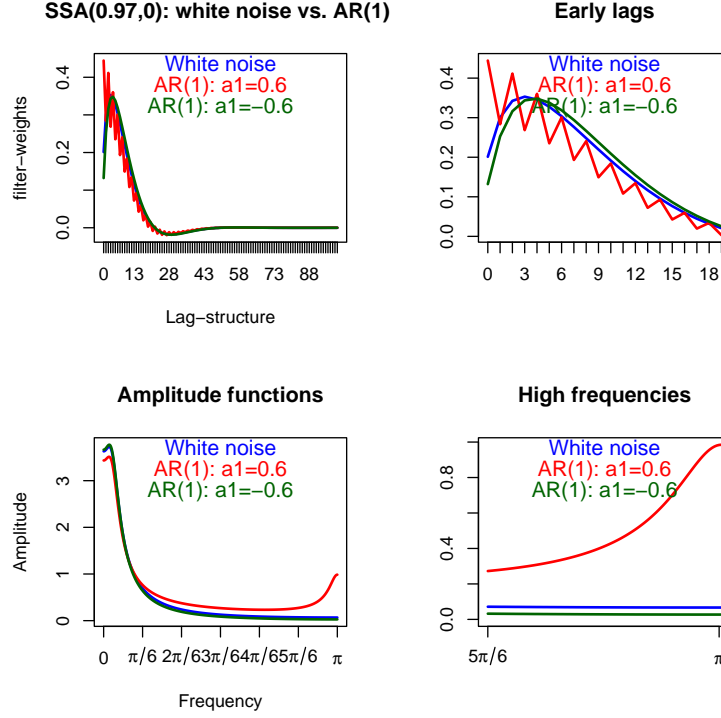 SSA(0.97,0): white noise vs. AR(1)
White noise
AR(1): a1=0.6
AR(1): a1=−0.6
filter−weights
0.0
0.2
0.4
0 13 28 43 58 73 88
Lag−structure
Early lags
White noise
AR(1): a1=0.6
AR(1): a1=−0.6
0.0 0.1 0.2 0.3 0.4
0 3 6 9 12 15 18
Amplitude functions
White noise
AR(1): a1=0.6
AR(1): a1=−0.6
Amplitude
0 1 2 3
0 π/6 2π/6 3π/6 4π/6 5π/6 π
Frequency
High frequencies
White noise
AR(1): a1=0.6
AR(1): a1=−0.6
0.0 0.4 0.8
5π/6 π